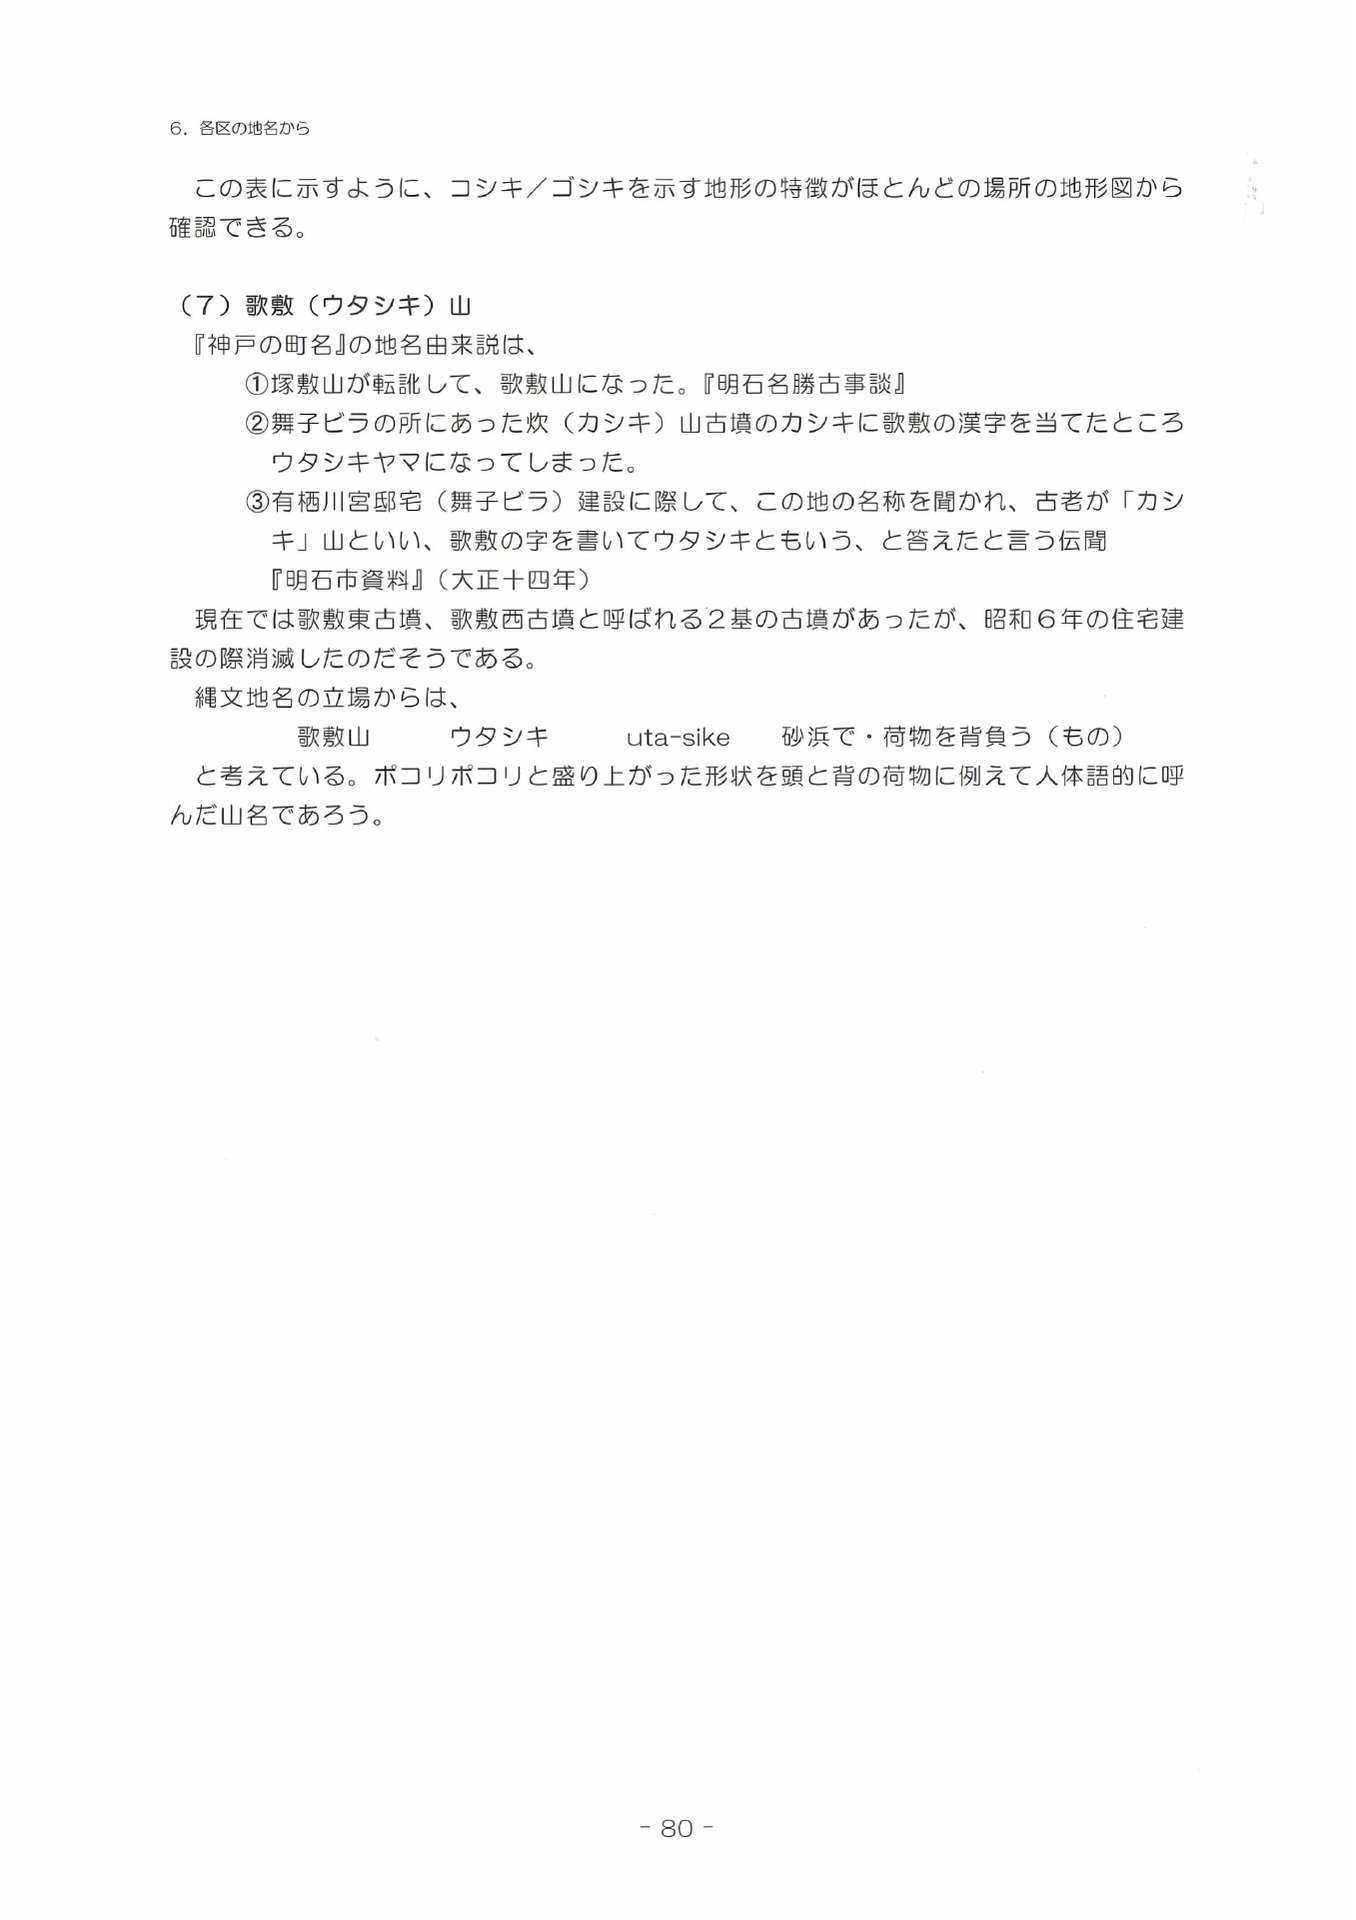 6．各区の地名から
この表に示すように、コシキ／ゴシキを示す地形の特徴がほとんどの場所の地形図から
確認できる。
（７）歌敷（ウタシキ）山
『神戸の町名』の地名由来説は、
①塚敷山が転訛して、歌敷山になった。『明石名勝古事談』
②舞子ビラの所にあった炊（カシキ）山古墳のカシキに歌敷の漢字を当てたところ
ウタシキヤマになってしまった。
③有栖川宮邸宅（舞子ビラ）建設に際して、この地の名称を聞かれ、古老が「カシ
キ」山といい、歌敷の字を書いてウタシキともいう、と答えたと言う伝聞
『明石市資料』（大正十四年）
現在では歌敷東古墳、歌敷西古墳と呼ばれる２基の古墳があったが、昭和６年の住宅建
設の際消滅したのだそうである。
縄文地名の立場からは、
歌敷山　　　ウタシキ　　　uta-sike　　砂浜で・荷物を背負う（もの）
と考えている。ポコリポコリと盛り上がった形状を頭と背の荷物に例えて人体語的に呼
んだ山名であろう。
- 80 -